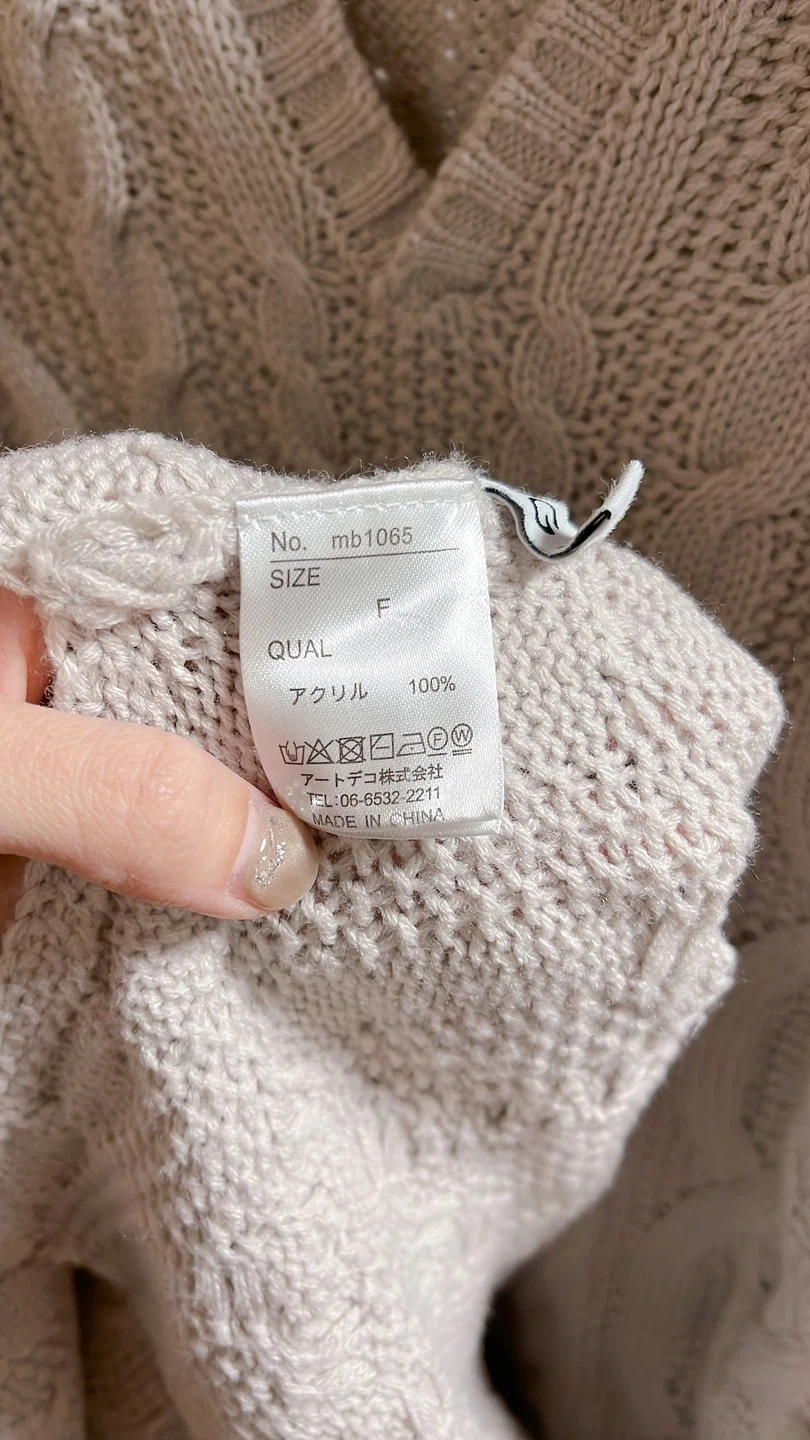 No. mb1065
SIZE
F
QUAL
アクリル 100%
F W
アートデコ株式会社
TEL:06-6532-2211
MADE IN CHINA